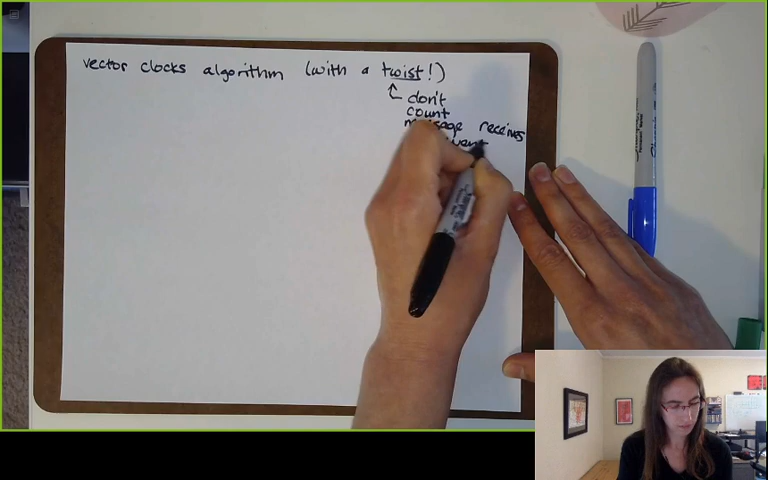 vector clocks algorithm (with a twist!)
don't
count
message receives